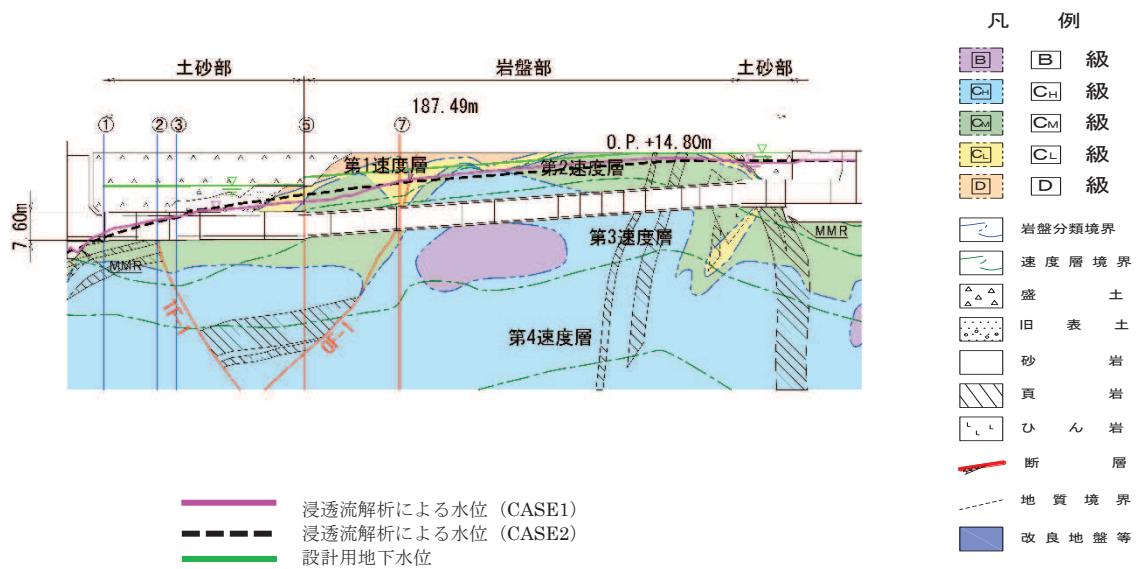 土砂部 岩盤部 土砂部
187.49m
① ② ③ ⑤ ⑦
O.P.+14.80m
第1速度層 第2速度層
7.60m
第3速度層
MMR MMR
TF-1 OF-1
第4速度層
浸透流解析による水位（CASE1）
浸透流解析による水位（CASE2）
設計用地下水位
凡 例
B B 級
CH CH 級
CM CM 級
CL CL 級
D D 級
岩盤分類境界
速度層境界
盛土
旧表土
砂岩
頁岩
ひん岩
断層
地質境界
改良地盤等